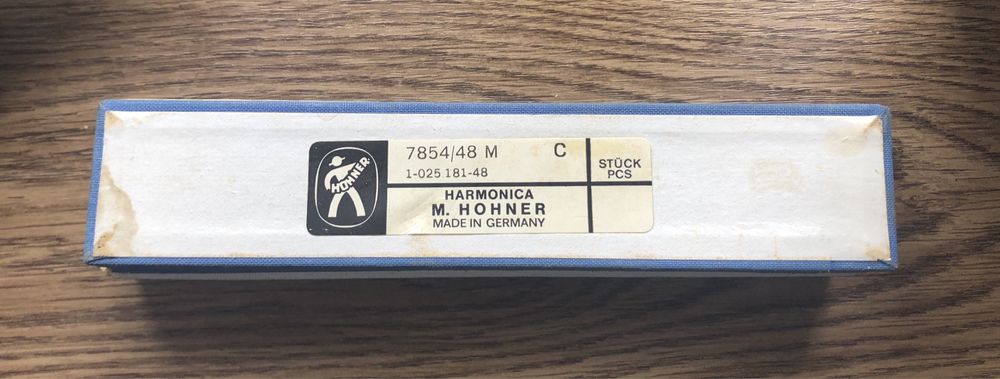 HOHNER
7854/48 M C
1-025 181-48
STÜCK
PCS
HARMONICA
M. HOHNER
MADE IN GERMANY